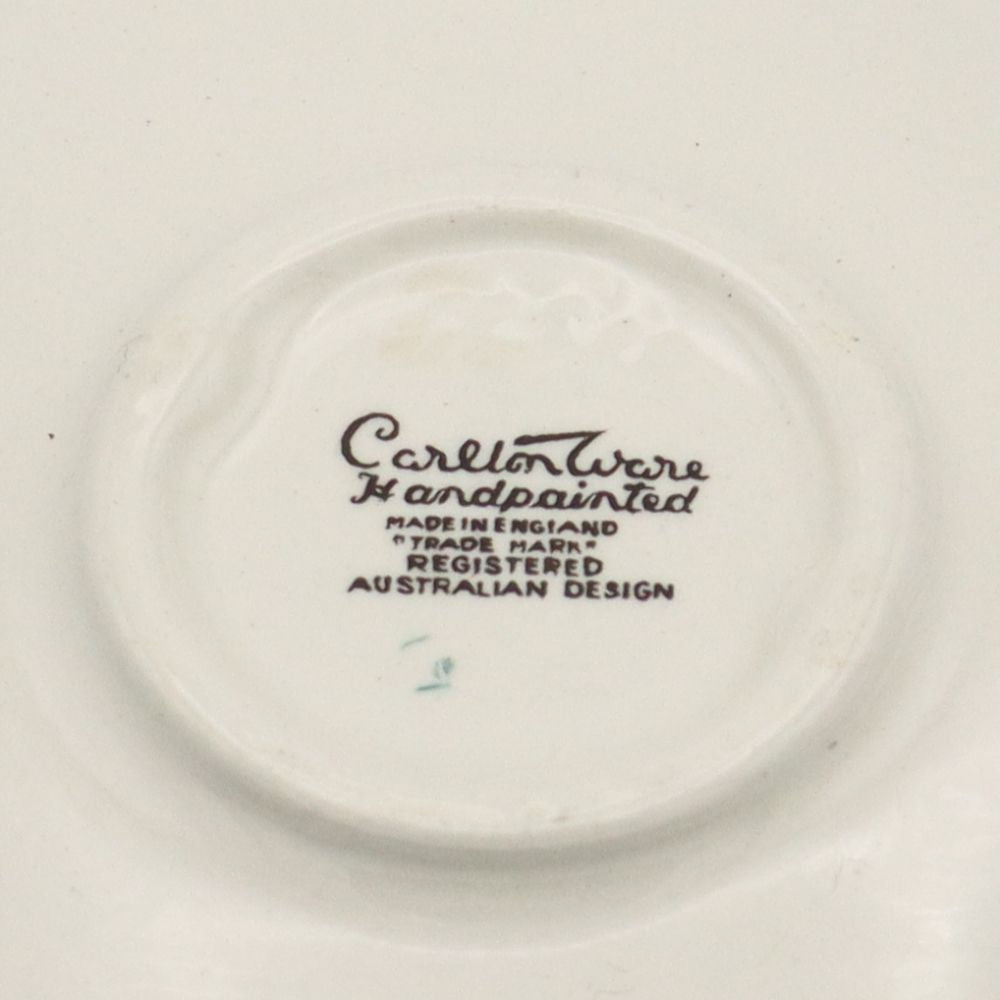 Carlton Ware
Handpainted
MADE IN ENGLAND
"TRADE MARK"
REGISTERED
AUSTRALIAN DESIGN